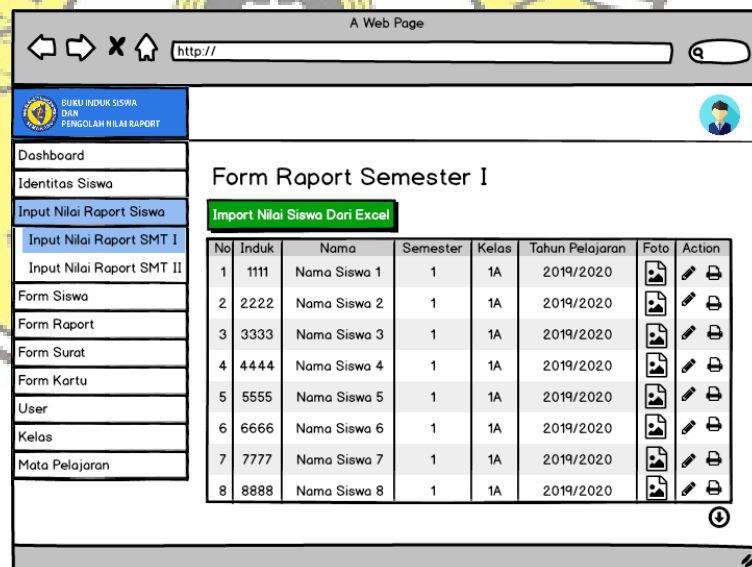 A Web Page
http://
BUKU INDUK SISWA
DAN
PENGOLAH NILAI RAPORT
Dashboard
Identitas Siswa
Input Nilai Raport Siswa
Input Nilai Raport SMT I
Input Nilai Raport SMT II
Form Siswa
Form Raport
Form Surat
Form Kartu
User
Kelas
Mata Pelajaran
Form Raport Semester I
Import Nilai Siswa Dari Excel
No Induk Nama Semester Kelas Tahun Pelajaran Foto Action
1 1111 Nama Siswa 1 1 1A 2019/2020
2 2222 Nama Siswa 2 1 1A 2019/2020
3 3333 Nama Siswa 3 1 1A 2019/2020
4 4444 Nama Siswa 4 1 1A 2019/2020
5 5555 Nama Siswa 5 1 1A 2019/2020
6 6666 Nama Siswa 6 1 1A 2019/2020
7 7777 Nama Siswa 7 1 1A 2019/2020
8 8888 Nama Siswa 8 1 1A 2019/2020